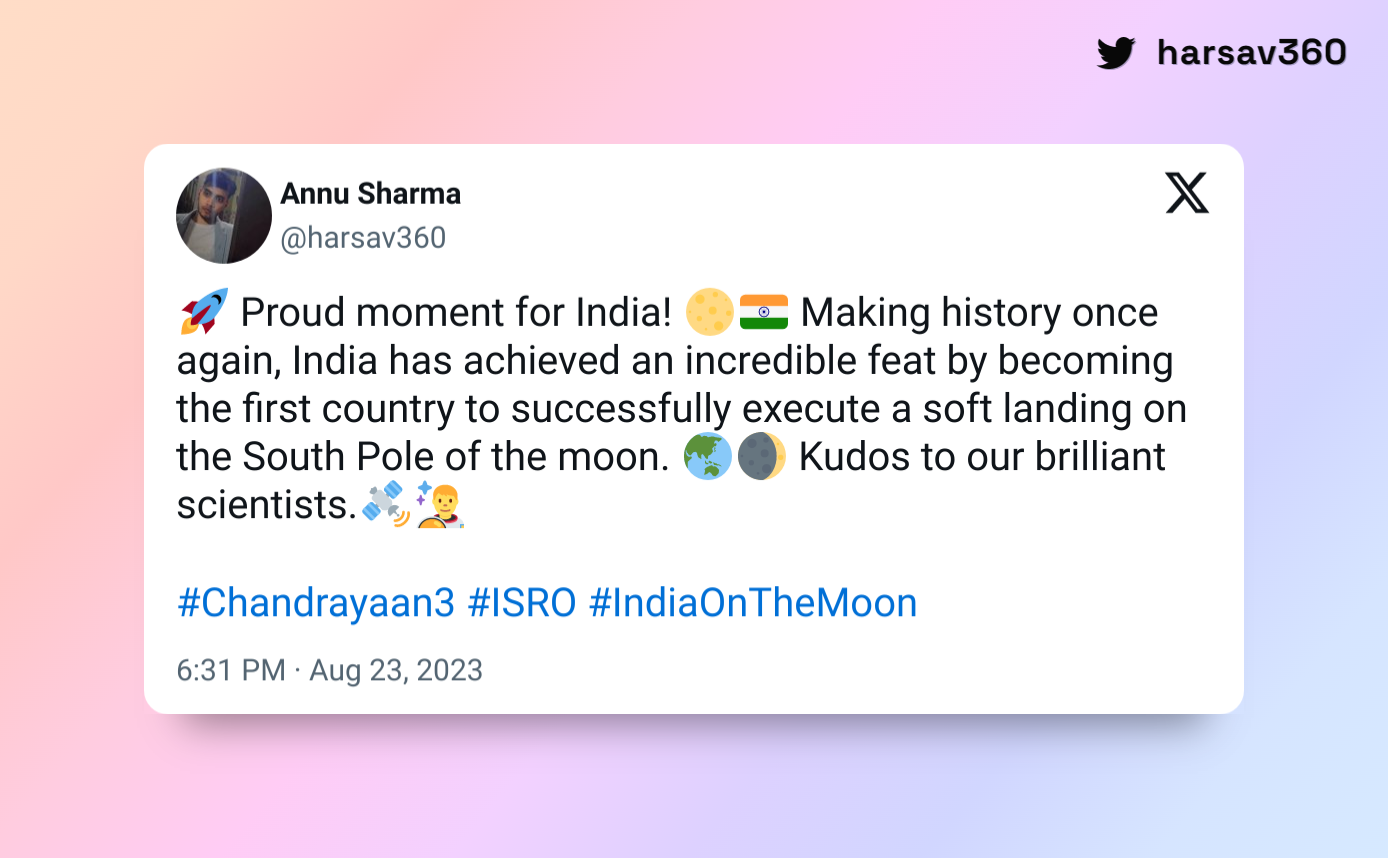 harsav360
Annu Sharma
@harsav360
🚀 Proud moment for India! 🌕🇮🇳 Making history once
again, India has achieved an incredible feat by becoming
the first country to successfully execute a soft landing on
the South Pole of the moon. 🌏🌒 Kudos to our brilliant
scientists.🛰️👨‍🚀
#Chandrayaan3 #ISRO #IndiaOnTheMoon
6:31 PM · Aug 23, 2023